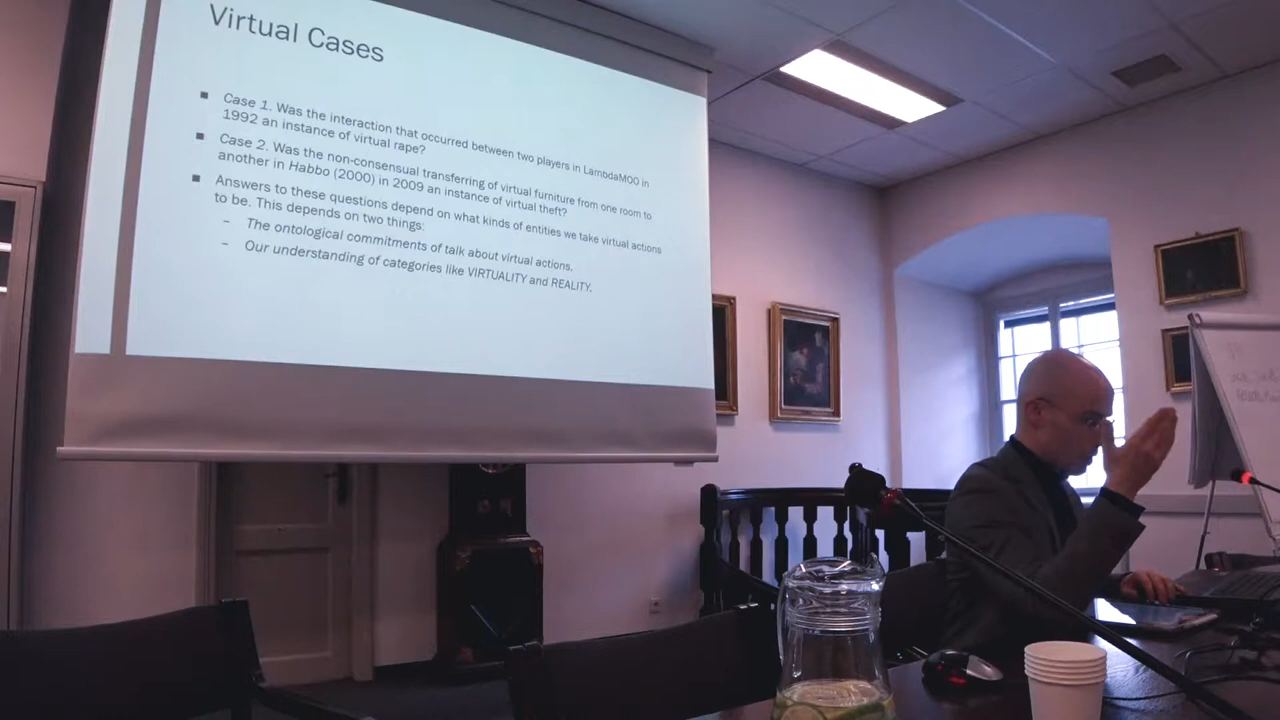 Virtual Cases
Case 1. Was the interaction that occurred between two players in LambdaMOO in
1992 an instance of virtual rape?
Case 2. Was the non-consensual transferring of virtual furniture from one room to
another in Habbo (2000) in 2009 an instance of virtual theft?
Answers to these questions depend on what kinds of entities we take virtual actions
to be. This depends on two things:
– The ontological commitments of talk about virtual actions.
– Our understanding of categories like VIRTUALITY and REALITY.